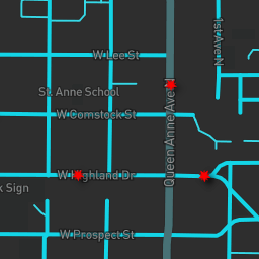 W Lee St
1st Ave N
St. Anne School
W Comstock St
Queen Anne Ave N
W Highland Dr
k Sign
W Prospect St